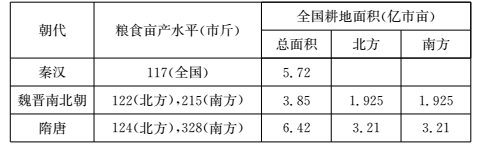 朝代 粮食亩产水平(市斤) 全国耕地面积(亿市亩)
总面积 北方 南方
秦汉 117(全国) 5.72
魏晋南北朝 122(北方),215(南方) 3.85 1.925 1.925
隋唐 124(北方),328(南方) 6.42 3.21 3.21